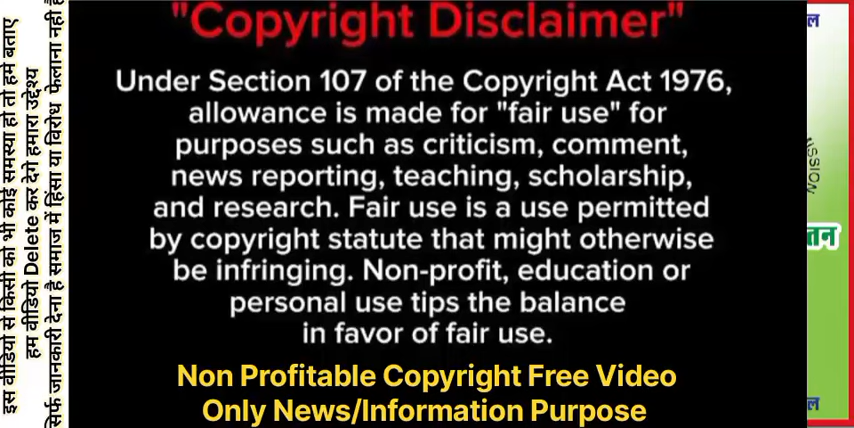 "Copyright Disclaimer"
Under Section 107 of the Copyright Act 1976,
allowance is made for "fair use" for
purposes such as criticism, comment,
news reporting, teaching, scholarship,
and research. Fair use is a use permitted
by copyright statute that might otherwise
be infringing. Non-profit, education or
personal use tips the balance
in favor of fair use.
Non Profitable Copyright Free Video
Only News/Information Purpose
इस वीडियो से किसी को भी कोई समस्या हो तो हमे बताए
हम वीडियो Delete कर देगे हमारा उद्देश्य
सिर्फ जानकारी देना है समाज में हिंसा या विरोध फैलाना नही है